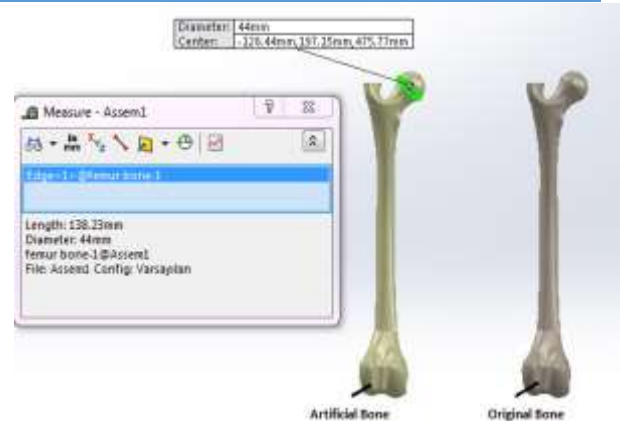 Diameter: 44mm
Center: -126.44mm,197.25mm,475.77mm
Measure - Assem1
Edge<1>@femur bone-1
Length: 138.23mm
Diameter: 44mm
femur bone-1@Assem1
File: Assem1 Config: Varsayılan
Artificial Bone
Original Bone